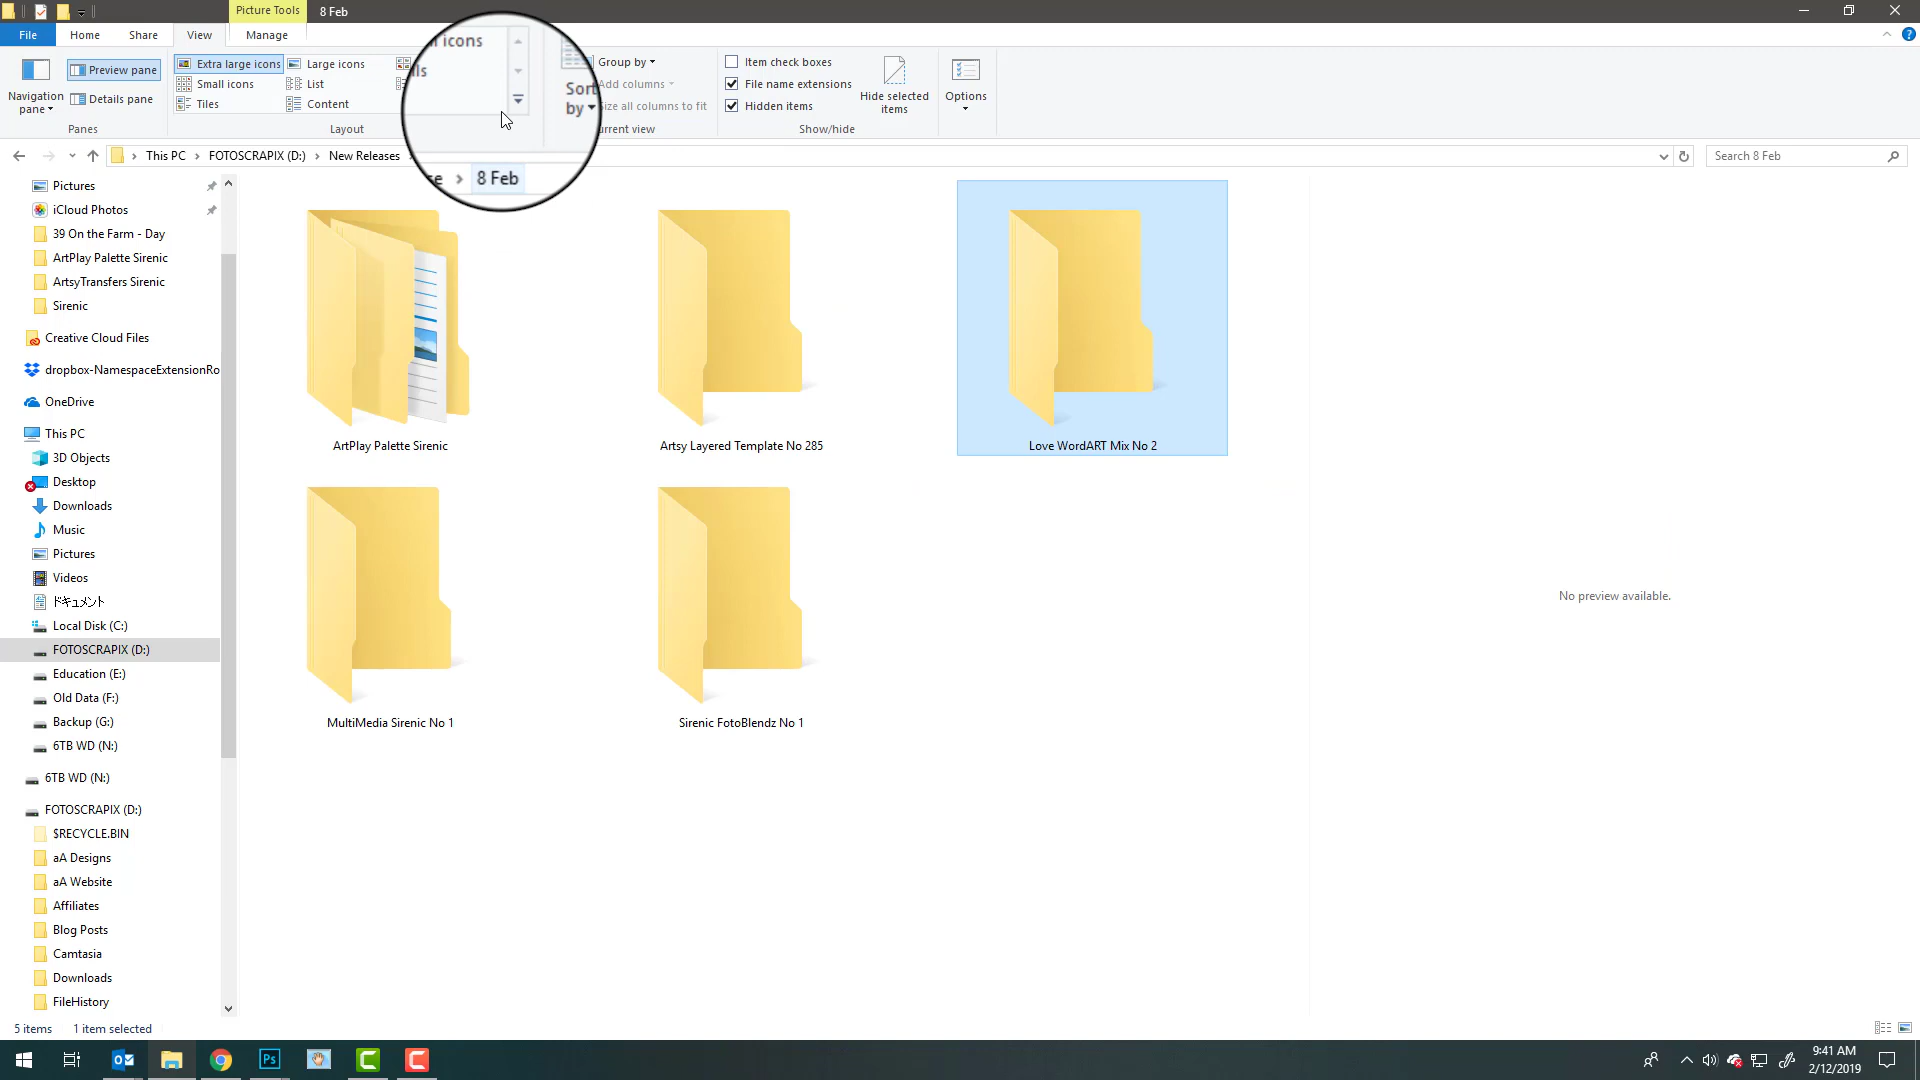 Picture Tools
8 Feb
File
Home
Share
View
Manage
Navigation
pane
Preview pane
Details pane
Panes
Extra large icons
Large icons
Small icons
List
Tiles
Content
Layout
icons
Sort
by
Group by
Add columns
Size all columns to fit
Item check boxes
File name extensions
Hidden items
Hide selected
items
Show/hide
Options
This PC
FOTOSCRAPIX (D:)
New Releases
8 Feb
Search 8 Feb
Pictures
iCloud Photos
39 On the Farm - Day
ArtPlay Palette Sirenic
ArtsyTransfers Sirenic
Sirenic
Creative Cloud Files
dropbox-NamespaceExtensionRo
OneDrive
This PC
3D Objects
Desktop
Downloads
Music
Pictures
Videos
ドキュメント
Local Disk (C:)
FOTOSCRAPIX (D:)
Education (E:)
Old Data (F:)
Backup (G:)
6TB WD (N:)
6TB WD (N:)
FOTOSCRAPIX (D:)
$RECYCLE.BIN
aA Designs
aA Website
Affiliates
Blog Posts
Camtasia
Downloads
FileHistory
ArtPlay Palette Sirenic
Artsy Layered Template No 285
Love WordART Mix No 2
MultiMedia Sirenic No 1
Sirenic FotoBlendz No 1
No preview available.
5 items
1 item selected
Ps
9:41 AM
2/12/2019